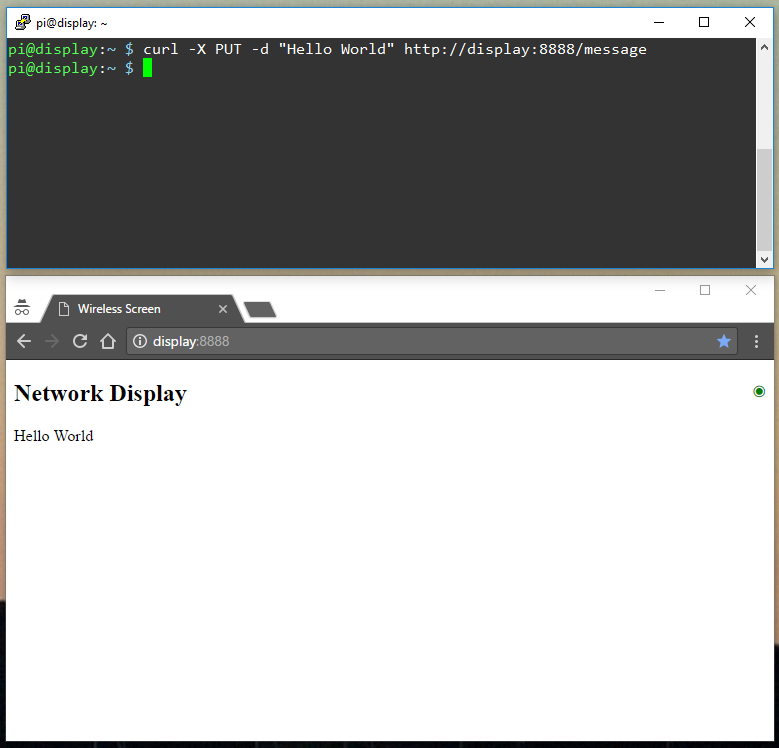 pi@display: ~
pi@display:~ $ curl -X PUT -d "Hello World" http://display:8888/message
pi@display:~ $
Wireless Screen
display:8888
Network Display
Hello World